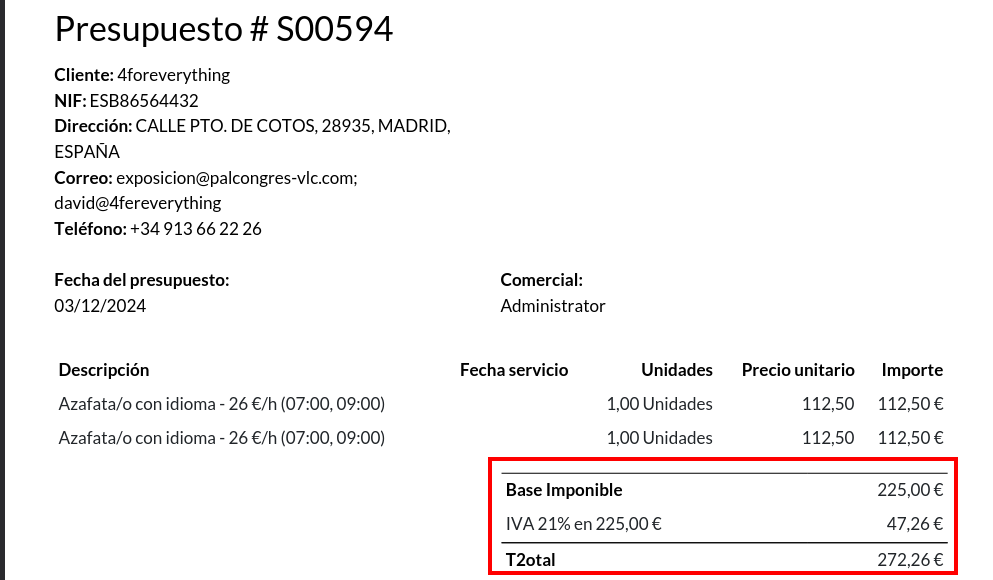 Presupuesto # S00594
Cliente: 4foreverything
NIF: ESB86564432
Dirección: CALLE PTO. DE COTOS, 28935, MADRID,
ESPAÑA
Correo: exposicion@palcongres-vlc.com;
david@4fereverything
Teléfono: +34 913 66 22 26
Fecha del presupuesto: Comercial:
03/12/2024 Administrator
Descripción Fecha servicio Unidades Precio unitario Importe
Azafata/o con idioma - 26 €/h (07:00, 09:00) 1,00 Unidades 112,50 112,50 €
Azafata/o con idioma - 26 €/h (07:00, 09:00) 1,00 Unidades 112,50 112,50 €
Base Imponible 225,00 €
IVA 21% en 225,00 € 47,26 €
T2otal 272,26 €